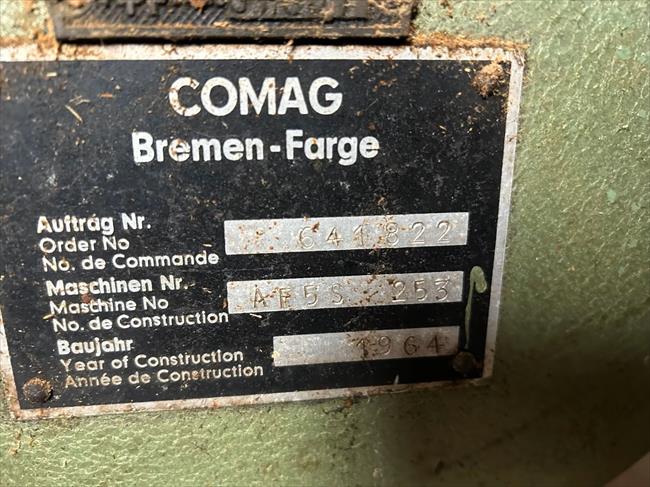 COMAG
Bremen-Farge
Auftrag Nr.
Order No
No. de Commande
641822
Maschinen Nr.
Maschine No
No. de Construction
AF5S 253
Baujahr
Year of Construction
Année de Construction
1964